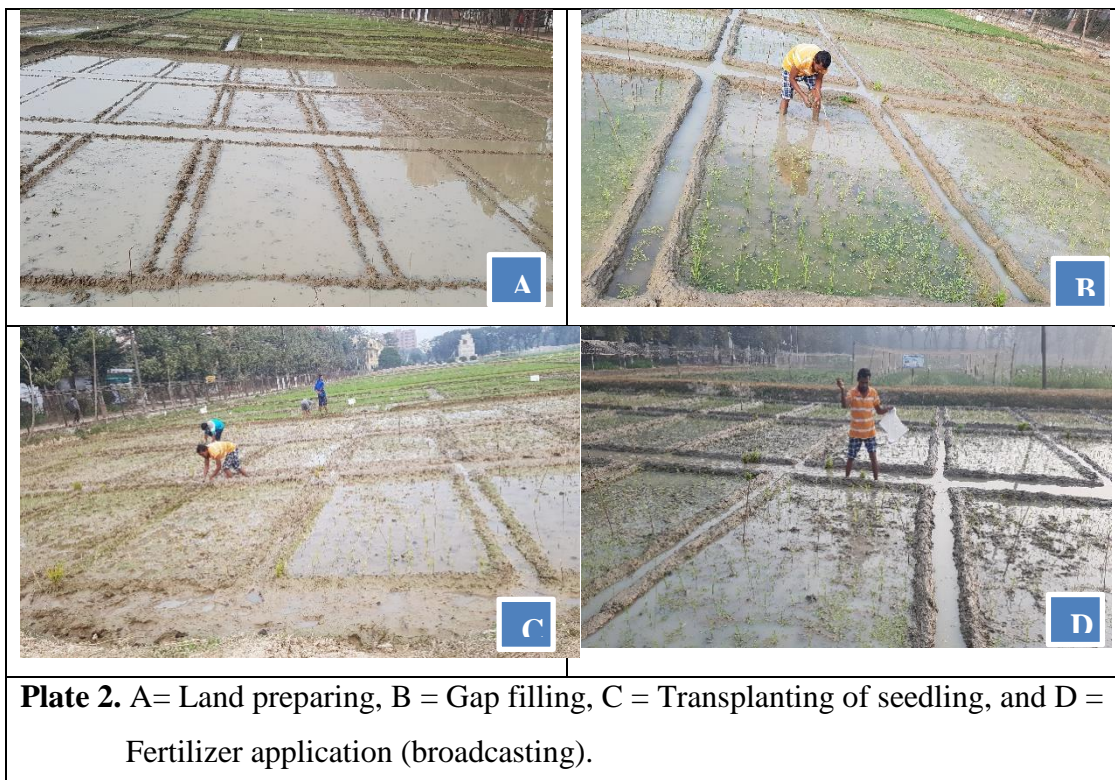 A
B
C
D
Plate 2. A= Land preparing, B = Gap filling, C = Transplanting of seedling, and D =
Fertilizer application (broadcasting).